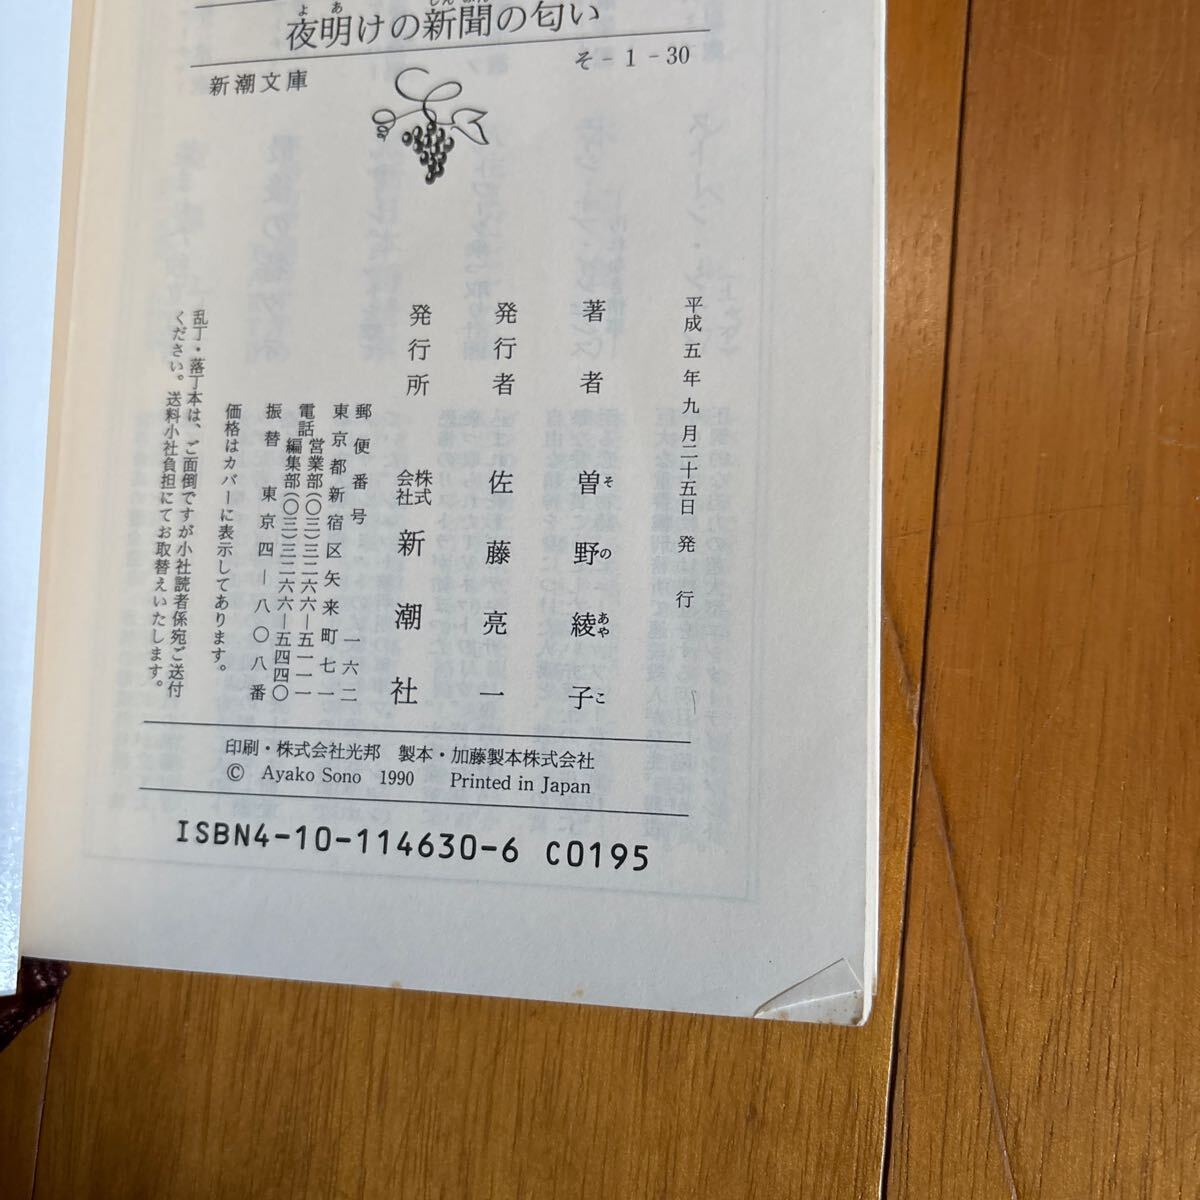 夜明けの新聞の匂い
新潮文庫
そ-1-30
平成五年九月二十五日発行
著者 曽野綾子
発行者 佐藤亮一
発行所 株式会社 新潮社
郵便番号 一六二
東京都新宿区矢来町七一
電話 営業部(〇三)三二六六—五一一一
編集部(〇三)三二六六—五四四〇
振替 東京四—八〇八番
価格はカバーに表示してあります。
乱丁・落丁本は、ご面倒ですが小社読者係宛ご送付
ください。送料小社負担にてお取替えいたします。
印刷・株式会社光邦 製本・加藤製本株式会社
© Ayako Sono 1990 Printed in Japan
ISBN4-10-114630-6 C0195